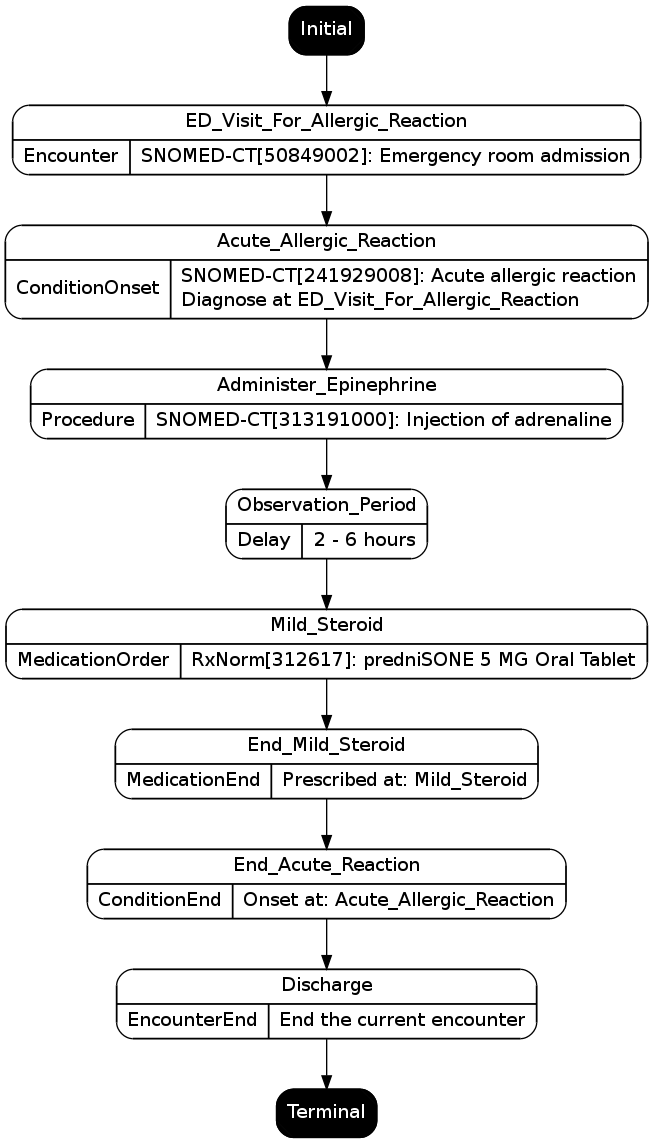 Initial
ED_Visit_For_Allergic_Reaction
Encounter SNOMED-CT[50849002]: Emergency room admission
Acute_Allergic_Reaction
ConditionOnset
SNOMED-CT[241929008]: Acute allergic reaction
Diagnose at ED_Visit_For_Allergic_Reaction
Administer_Epinephrine
Procedure SNOMED-CT[313191000]: Injection of adrenaline
Observation_Period
Delay 2 - 6 hours
Mild_Steroid
MedicationOrder RxNorm[312617]: predniSONE 5 MG Oral Tablet
End_Mild_Steroid
MedicationEnd Prescribed at: Mild_Steroid
End_Acute_Reaction
ConditionEnd Onset at: Acute_Allergic_Reaction
Discharge
EncounterEnd End the current encounter
Terminal